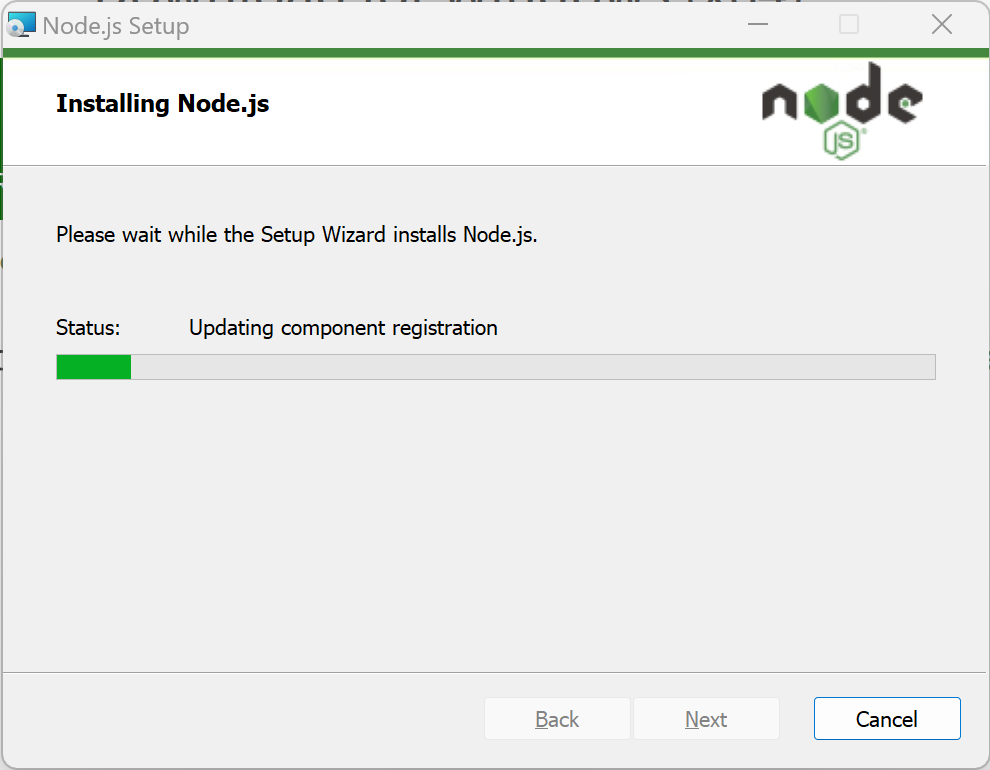 Node.js Setup
Installing Node.js
node
JS
Please wait while the Setup Wizard installs Node.js.
Status: Updating component registration
Back Next Cancel